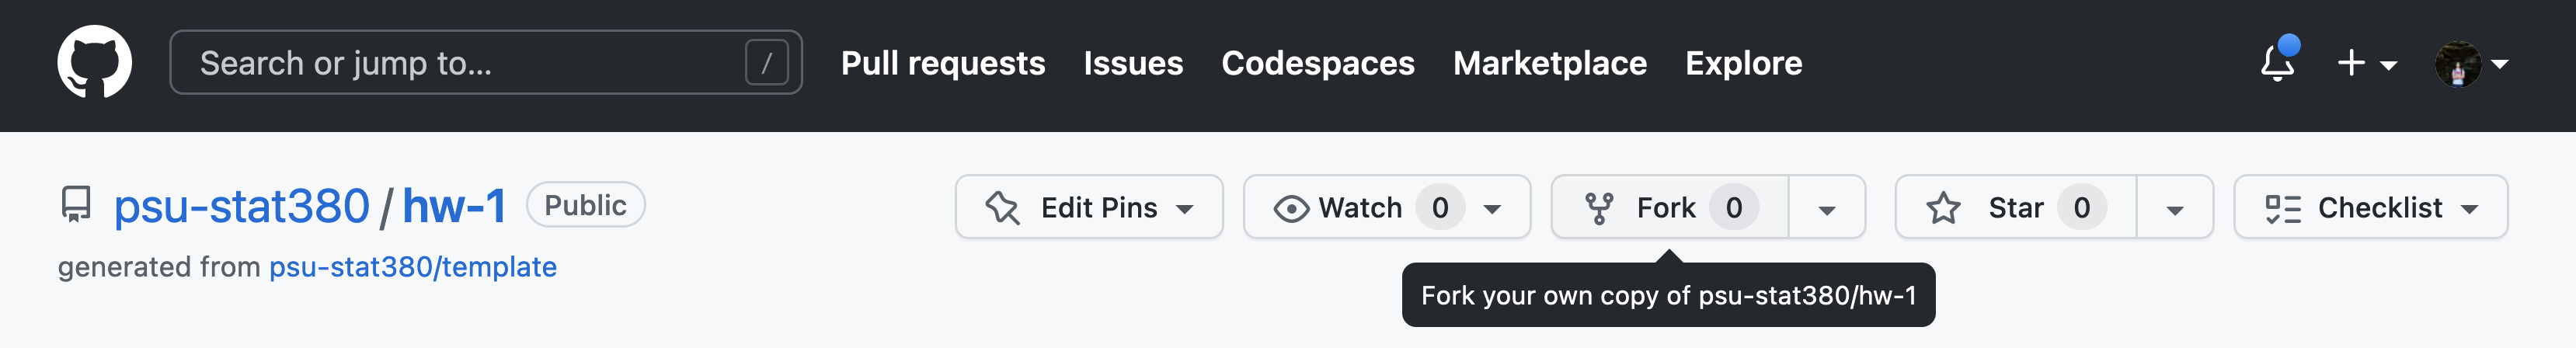 Search or jump to... / Pull requests Issues Codespaces Marketplace Explore
psu-stat380 / hw-1 Public Edit Pins Watch 0 Fork 0 Star 0 Checklist
generated from psu-stat380/template
Fork your own copy of psu-stat380/hw-1